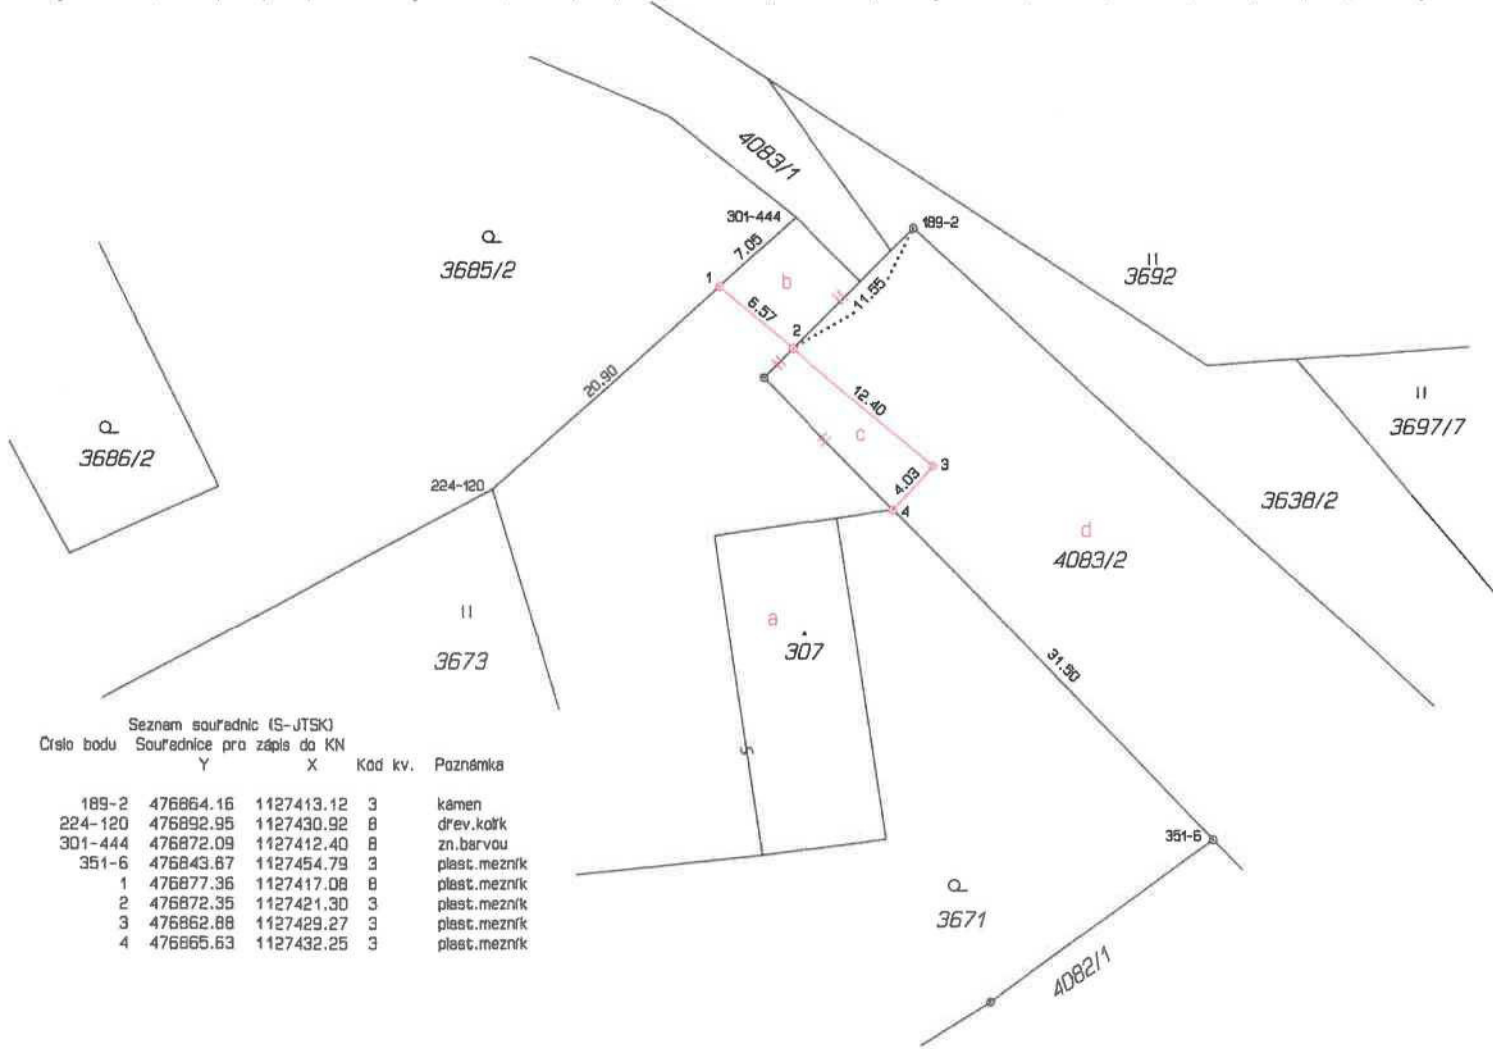 4083/1
301-444
189-2
7.05
3685/2
b
3692
1
6.57
11.55
2
20.90
12.40
3697/7
3686/2
c
3
4.03
224-120
4
3638/2
d
4083/2
a
307
3673
31.50
Seznam souřadnic (S-JTSK)
Číslo bodu Souřadnice pro zápis do KN
Y X Kód kv. Poznámka
189-2 476864.16 1127413.12 3 kámen
224-120 476892.95 1127430.92 8 dřev.kolík
301-444 476872.09 1127412.40 8 zn.barvou
351-6 476843.67 1127454.79 3 plast.mezník
1 476877.36 1127417.08 8 plast.mezník
2 476872.35 1127421.30 3 plast.mezník
3 476862.88 1127429.27 3 plast.mezník
4 476865.63 1127432.25 3 plast.mezník
351-6
3671
4082/1